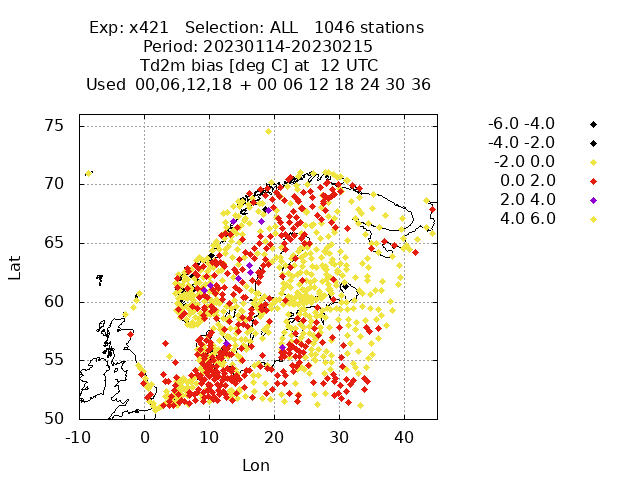 Exp: x421   Selection: ALL   1046 stations
Period: 20230114-20230215
Td2m bias [deg C] at  12 UTC
Used  00,06,12,18 + 00 06 12 18 24 30 36
-6.0 -4.0
-4.0 -2.0
-2.0 0.0
0.0 2.0
2.0 4.0
4.0 6.0
75
70
65
60
55
50
Lat
-10 0 10 20 30 40
Lon